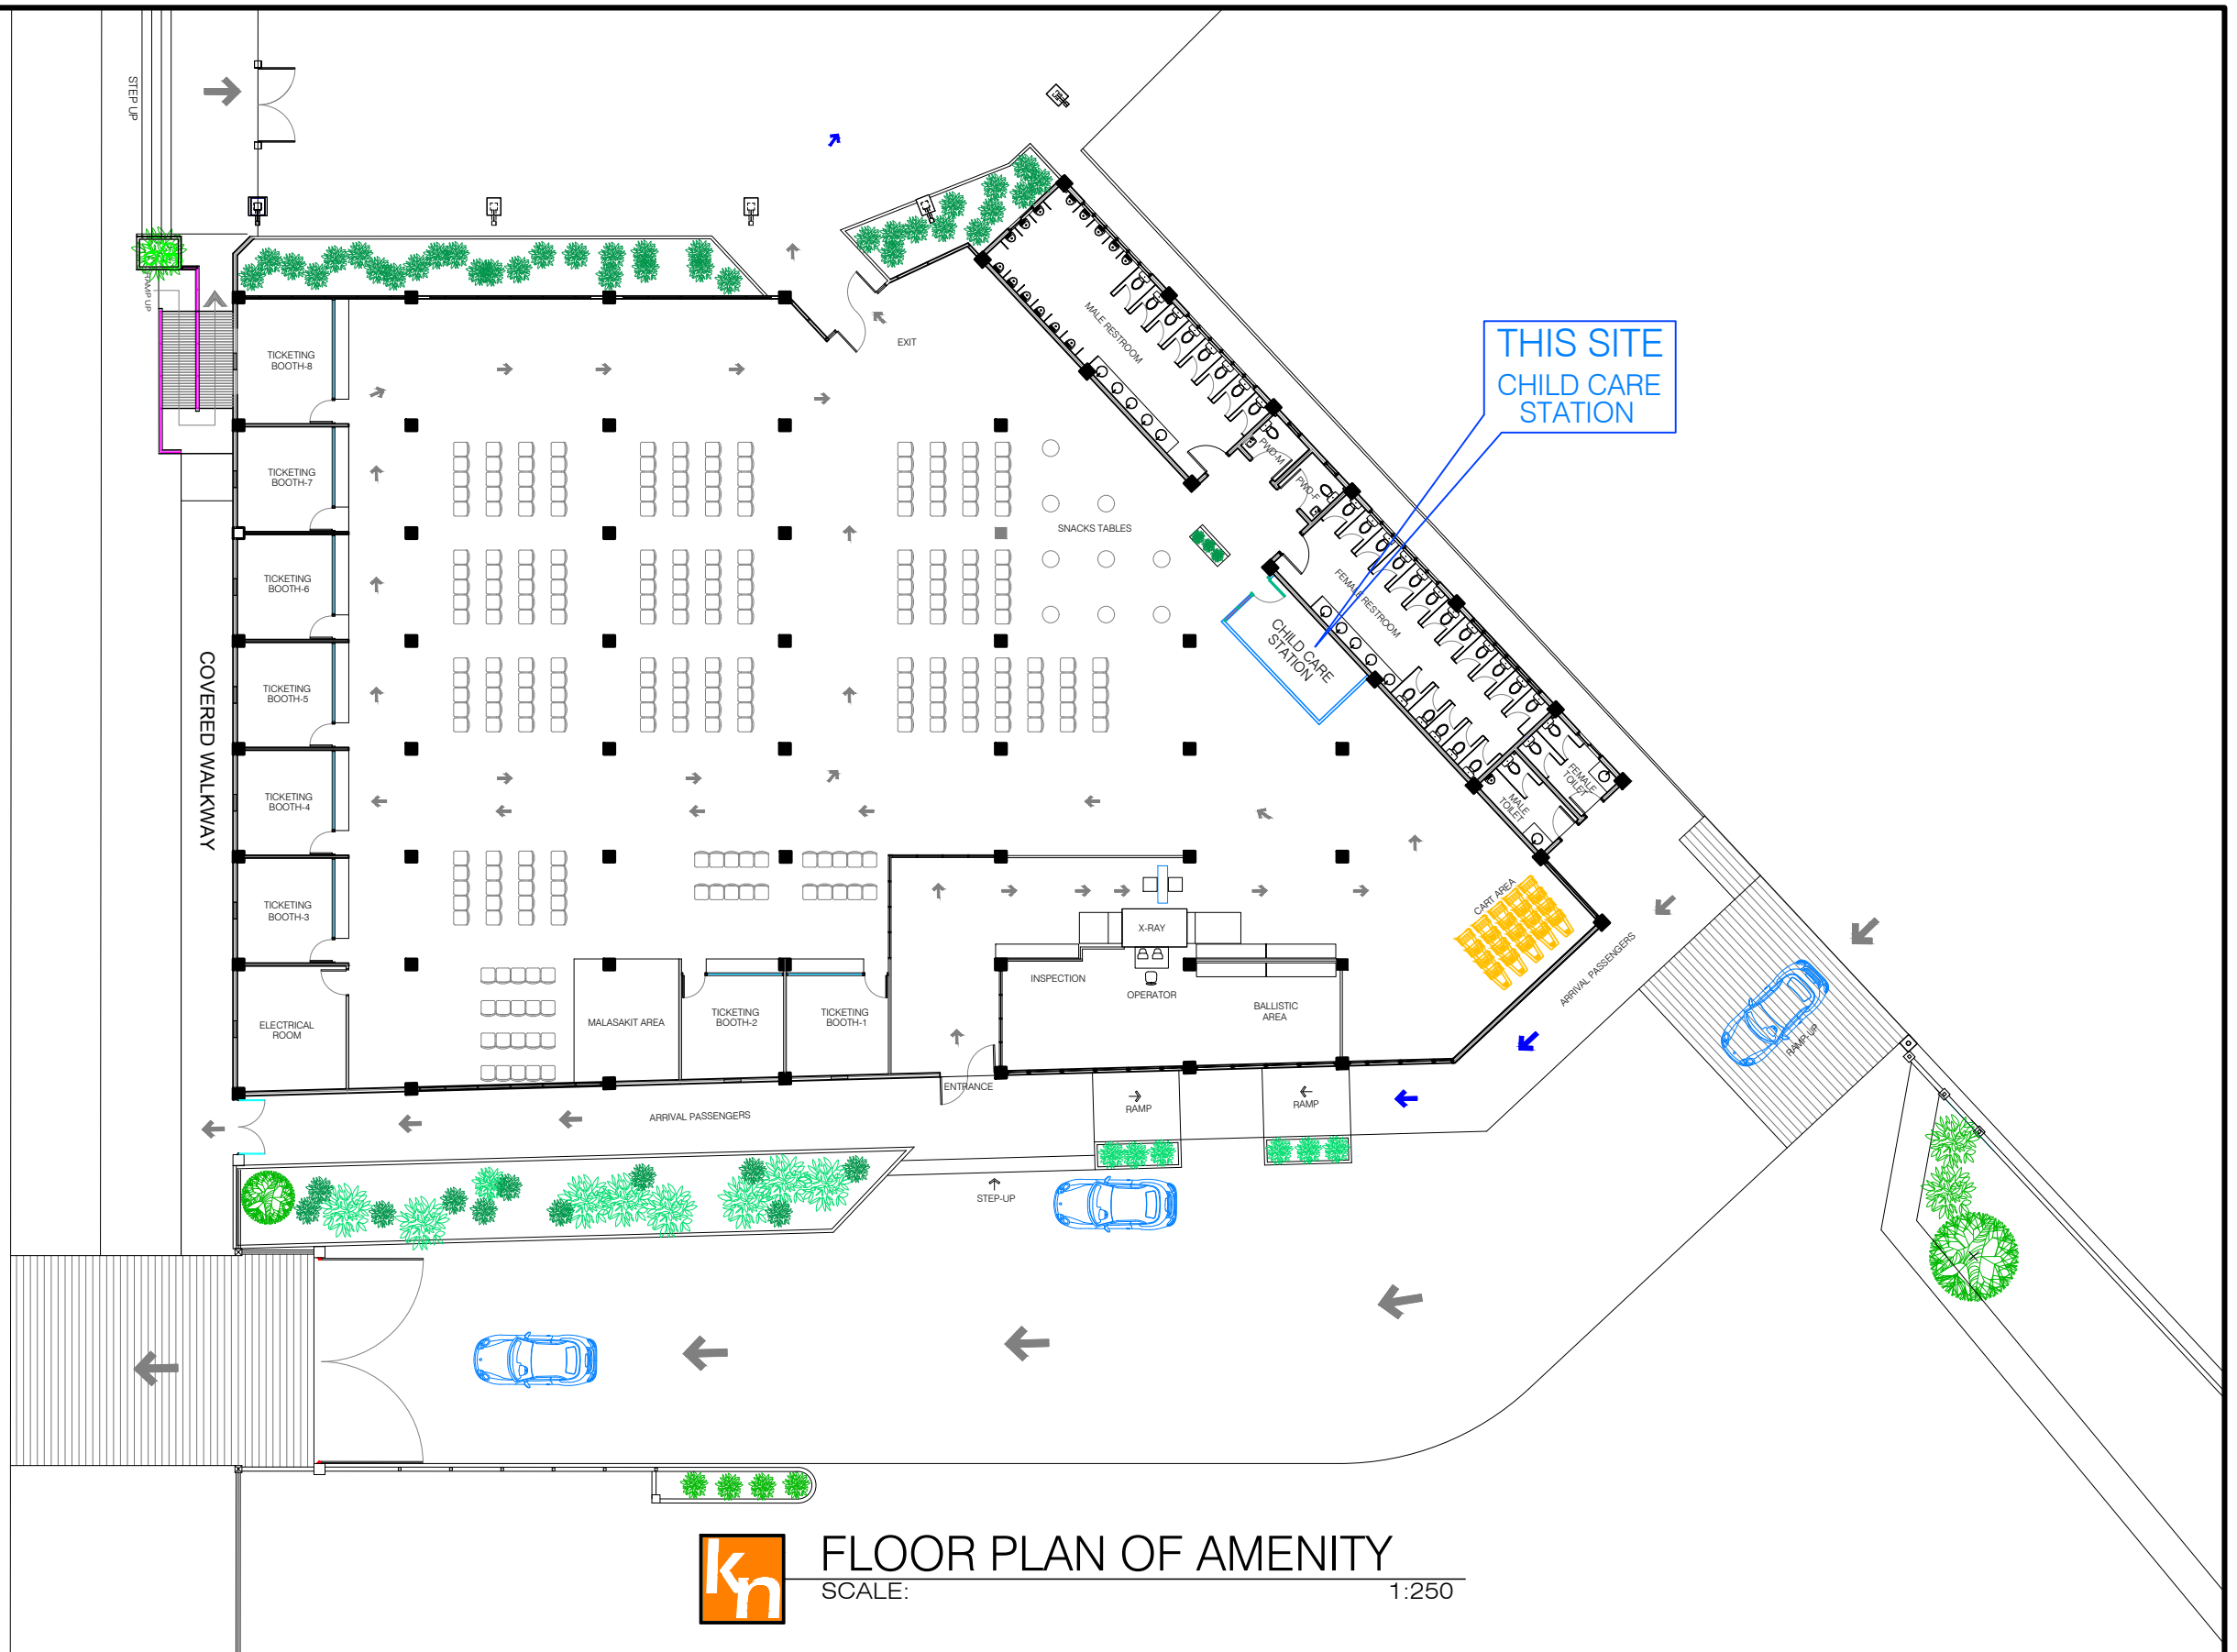 STEP UP
AMP UP
EXIT
MALE RESTROOM
THIS SITE
CHILD CARE
STATION
TICKETING
BOOTH-8
TICKETING
BOOTH-7
PWD-M
PWD-F
SNACKS TABLES
TICKETING
BOOTH-6
FEMALE RESTROOM
CHILD CARE
STATION
TICKETING
BOOTH-5
COVERED WALKWAY
TICKETING
BOOTH-4
FEMALE
TOILET
MALE
TOILET
TICKETING
BOOTH-3
CART AREA
X-RAY
INSPECTION
OPERATOR
BALLISTIC
AREA
ARRIVAL PASSENGERS
RAMP-UP
ELECTRICAL
ROOM
MALASAKIT AREA
TICKETING
BOOTH-2
TICKETING
BOOTH-1
ENTRANCE
RAMP
RAMP
ARRIVAL PASSENGERS
STEP-UP
kn
FLOOR PLAN OF AMENITY
SCALE: 1:250